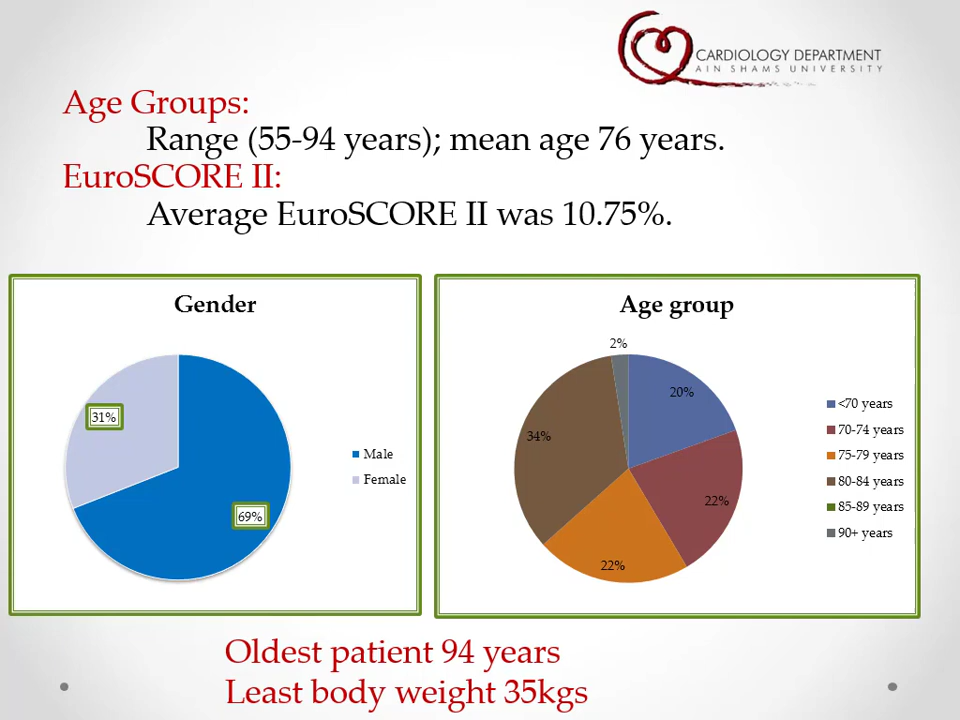 CARDIOLOGY DEPARTMENT
AIN SHAMS UNIVERSITY
Age Groups:
Range (55-94 years); mean age 76 years.
EuroSCORE II:
Average EuroSCORE II was 10.75%.
Gender
31%
69%
Male
Female
Age group
2%
20%
34%
22%
22%
<70 years
70-74 years
75-79 years
80-84 years
85-89 years
90+ years
Oldest patient 94 years
Least body weight 35kgs